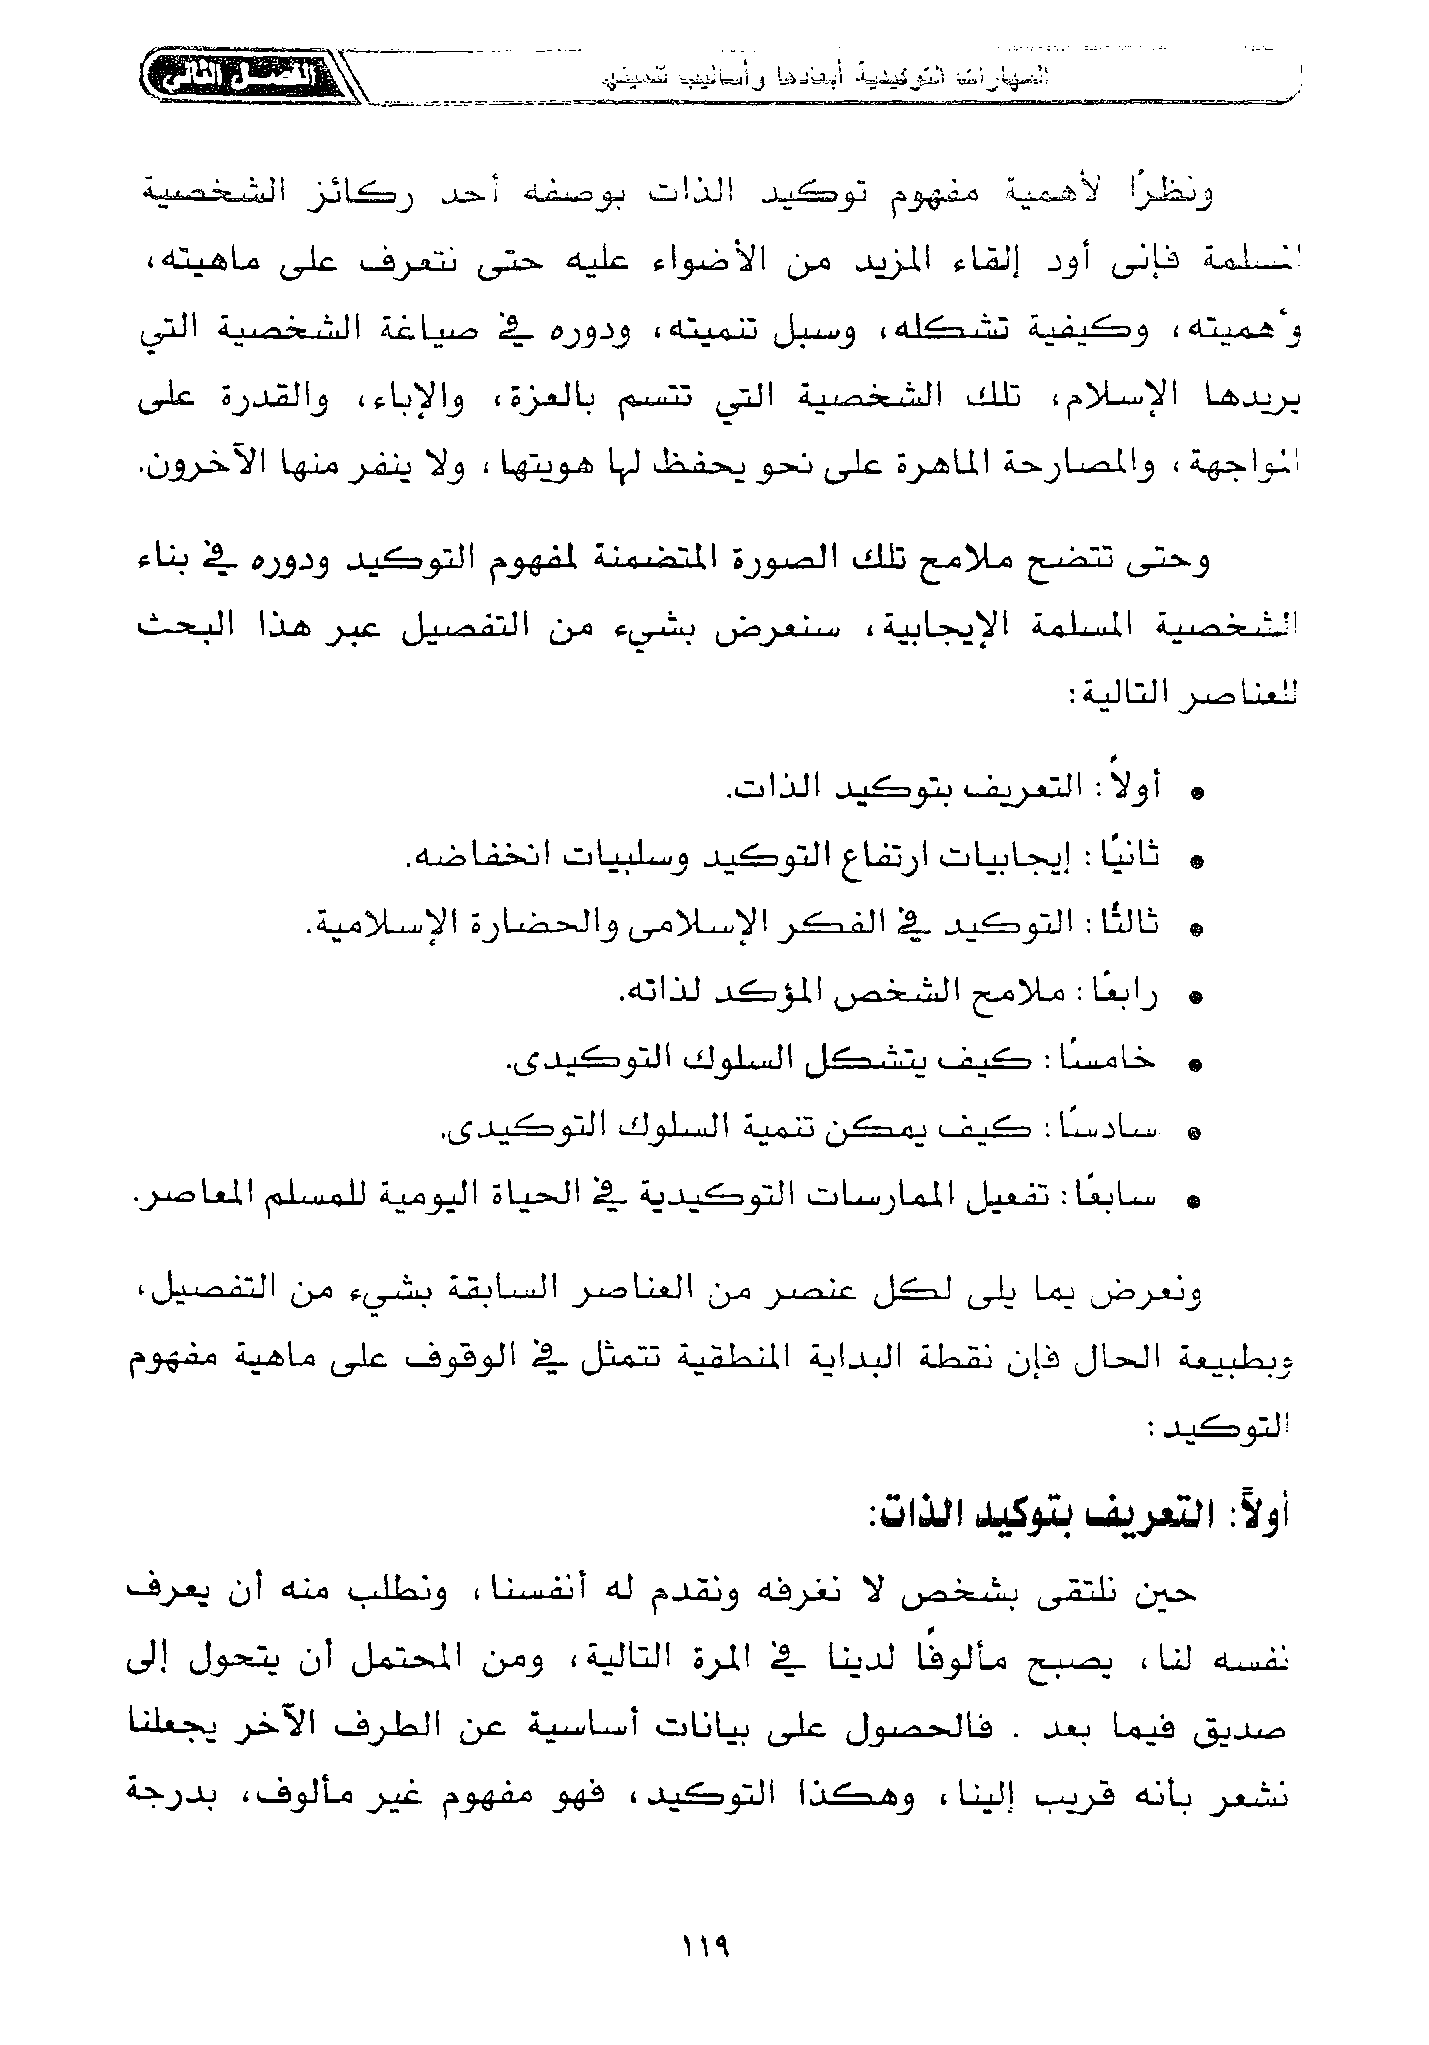 المهارات التوكيدية أبعادها وأساليب
الفصل الثاني
ونظرًا لأهمية مفهوم توكيد الذات بوصفه أحد ركائز الشخصية
المسلمة فإنى أود إلقاء المزيد من الأضواء عليه حتى نتعرف على ماهيته،
وأهميته، وكيفية تشكله، وسبل تنميته، ودوره في صياغة الشخصية التي
يريدها الإسلام، تلك الشخصية التي تتسم بالعزة، والإباء، والقدرة على
المواجهة، والمصارحة الماهرة على نحو يحفظ لها هويتها، ولا ينفر منها الآخرون.
وحتى تتضح ملامح تلك الصورة المتضمنة لمفهوم التوكيد ودوره في بناء
الشخصية المسلمة الإيجابية، سنعرض بشيء من التفصيل عبر هذا البحث
للعناصر التالية:
• أولاً: التعريف بتوكيد الذات.
• ثانيًا: إيجابيات ارتفاع التوكيد وسلبيات انخفاضه.
• ثالثًا: التوكيد في الفكر الإسلامى والحضارة الإسلامية.
• رابعًا: ملامح الشخص المؤكد لذاته.
• خامسًا: كيف يتشكل السلوك التوكيدى.
• سادسًا: كيف يمكن تنمية السلوك التوكيدى.
• سابعًا: تفعيل الممارسات التوكيدية في الحياة اليومية للمسلم المعاصر.
ونعرض بما يلى لكل عنصر من العناصر السابقة بشيء من التفصيل،
وبطبيعة الحال فإن نقطة البداية المنطقية تتمثل في الوقوف على ماهية مفهوم
التوكيد:
أولاً: التعريف بتوكيد الذات:
حين نلتقى بشخص لا نعرفه ونقدم له أنفسنا، ونطلب منه أن يعرف
نفسه لنا، يصبح مألوفًا لدينا في المرة التالية، ومن المحتمل أن يتحول إلى
صديق فيما بعد . فالحصول على بيانات أساسية عن الطرف الآخر يجعلنا
نشعر بأنه قريب إلينا، وهكذا التوكيد، فهو مفهوم غير مألوف، بدرجة
١١٩